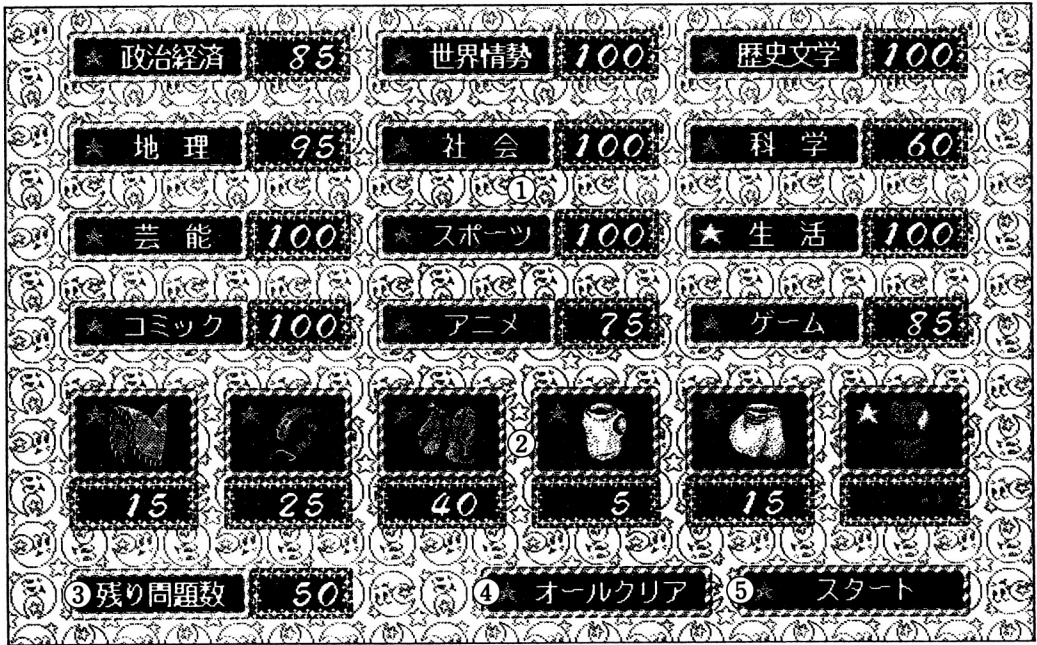 政治経済 85 世界情勢 100 歴史文学 100
地理 95 社会 100 科学 60
①
芸能 100 スポーツ 100 生活 100
コミック 100 アニメ 75 ゲーム 85
②
15 25 40 5 15
③残り問題数 50 ④オールクリア ⑤スタート